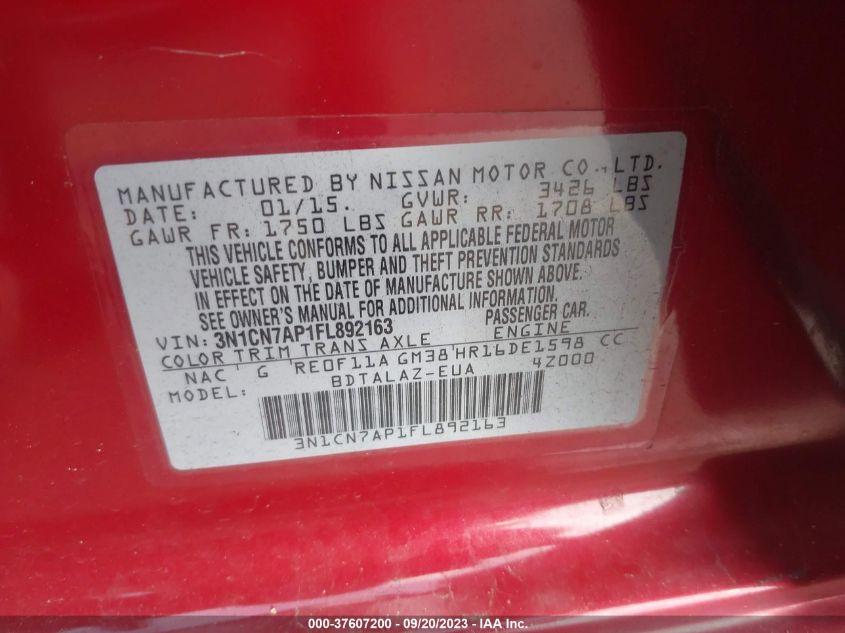 MANUFACTURED BY NISSAN MOTOR CO.,LTD.
DATE: 01/15. GVWR: 3426 LBS
GAWR FR: 1750 LBS GAWR RR: 1708 LBS
THIS VEHICLE CONFORMS TO ALL APPLICABLE FEDERAL MOTOR
VEHICLE SAFETY, BUMPER AND THEFT PREVENTION STANDARDS
IN EFFECT ON THE DATE OF MANUFACTURE SHOWN ABOVE.
SEE OWNER'S MANUAL FOR ADDITIONAL INFORMATION.
VIN: 3N1CN7AP1FL892163 PASSENGER CAR.
COLOR TRIM TRANS AXLE ENGINE
NAC G RE0F11A GM38 HR16DE1598 CC
MODEL: BDTALAZ-EUA 4Z000
3N1CN7AP1FL892163
000-37607200 - 09/20/2023 - IAA Inc.